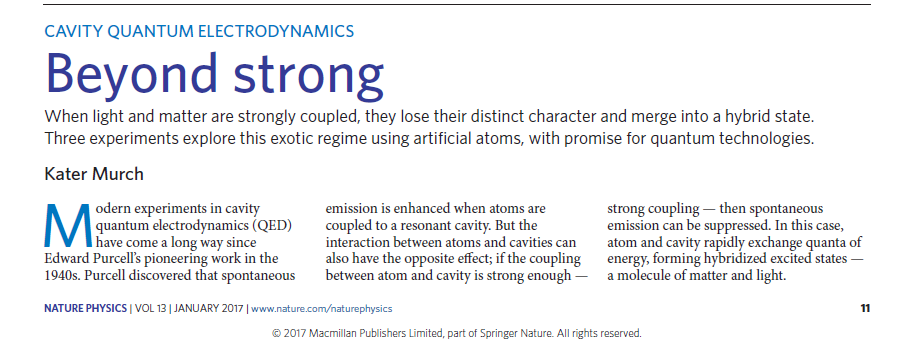 CAVITY QUANTUM ELECTRODYNAMICS
Beyond strong
When light and matter are strongly coupled, they lose their distinct character and merge into a hybrid state.
Three experiments explore this exotic regime using artificial atoms, with promise for quantum technologies.
Kater Murch
Modern experiments in cavity
quantum electrodynamics (QED)
have come a long way since
Edward Purcell's pioneering work in the
1940s. Purcell discovered that spontaneous
emission is enhanced when atoms are
coupled to a resonant cavity. But the
interaction between atoms and cavities can
also have the opposite effect; if the coupling
between atom and cavity is strong enough —
strong coupling — then spontaneous
emission can be suppressed. In this case,
atom and cavity rapidly exchange quanta of
energy, forming hybridized excited states —
a molecule of matter and light.
NATURE PHYSICS | VOL 13 | JANUARY 2017 | www.nature.com/naturephysics
11
© 2017 Macmillan Publishers Limited, part of Springer Nature. All rights reserved.